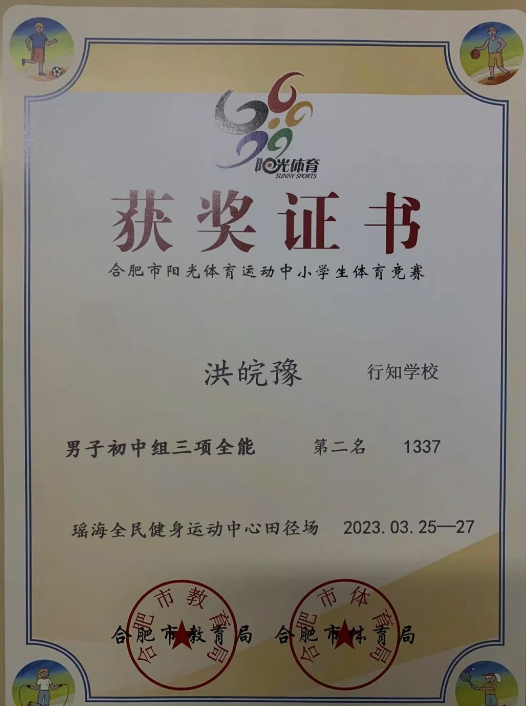 阳光体育
SUNNY SPORTS
获奖证书
合肥市阳光体育运动中小学生体育竞赛
洪皖豫 行知学校
男子初中组三项全能 第二名 1337
瑶海全民健身运动中心田径场 2023.03.25—27
合肥市教育局 合肥市体育局
合肥市教育局 合肥市体育局